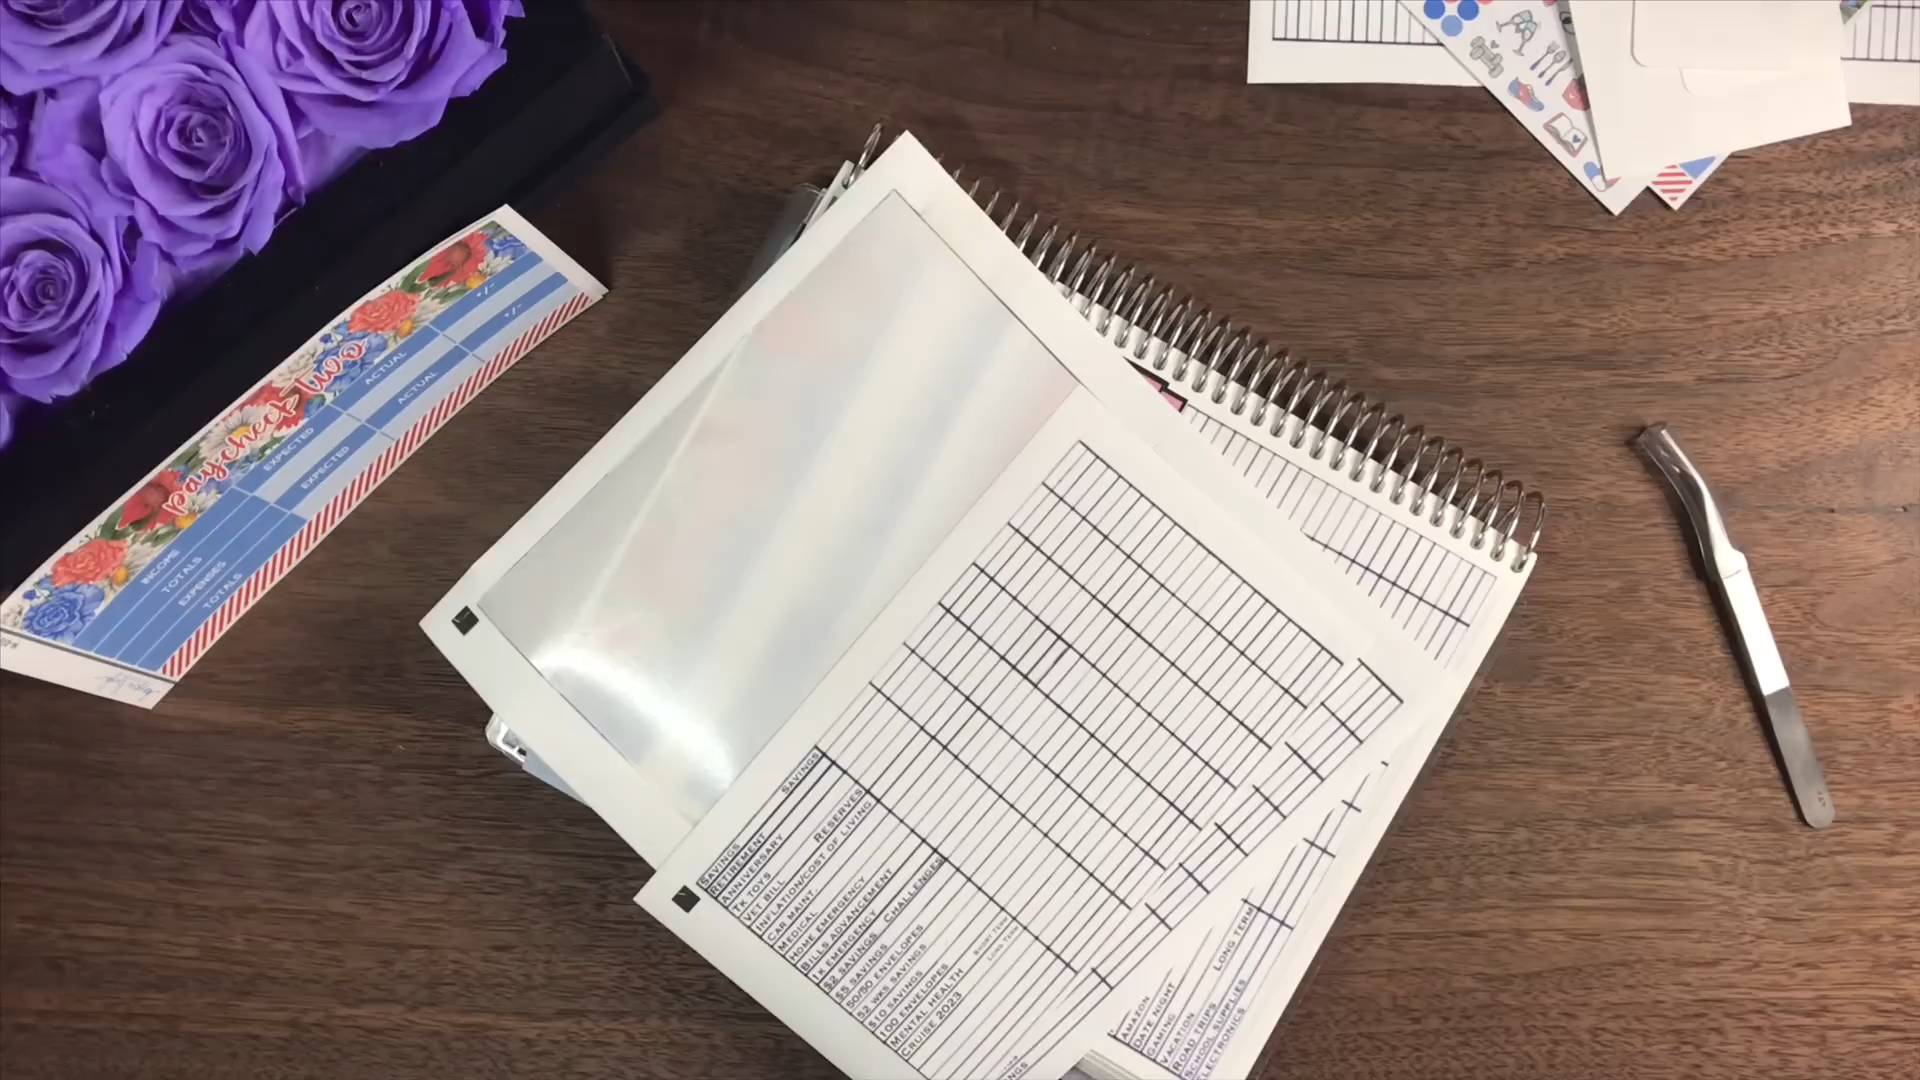 paycheck two
INCOME EXPECTED ACTUAL +/-
TOTALS
EXPENSES EXPECTED ACTUAL +/-
TOTALS
SAVINGS
SAVINGS
RETIREMENT
ANNIVERSARY
TK TOYS
RESERVES
VET BILL
INFLATION/COST OF LIVING
CAR MAINT.
MEDICAL
HOME EMERGENCY
BILLS ADVANCEMENT
1K EMERGENCY
CHALLENGES
$2 SAVINGS
$5 SAVINGS
50/50 ENVELOPES
52 WKS SAVINGS
$10 SAVINGS
100 ENVELOPES
SHORT TERM
LONG TERM
MENTAL HEALTH
CRUISE 2023
AMAZON
DATE NIGHT
GAMING
LONG TERM
VACATION
ROAD TRIPS
SCHOOL SUPPLIES
ELECTRONICS